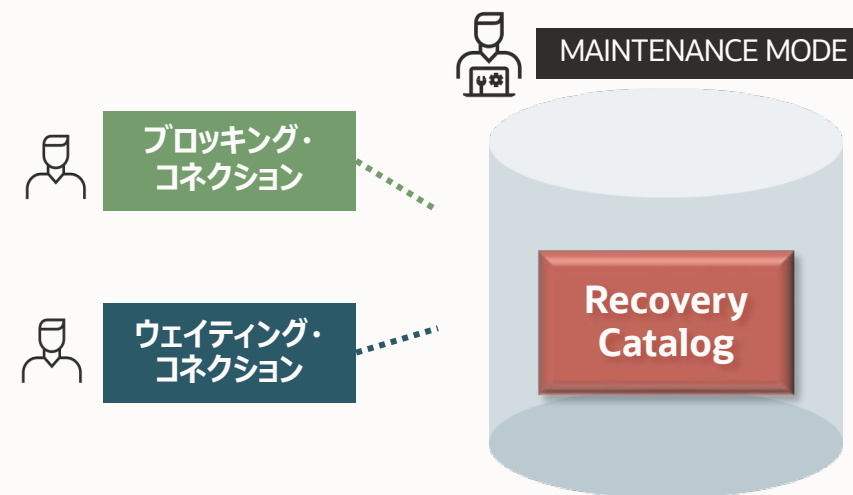 MAINTENANCE MODE
ブロッキング・
コネクション
ウェイティング・
コネクション
Recovery
Catalog